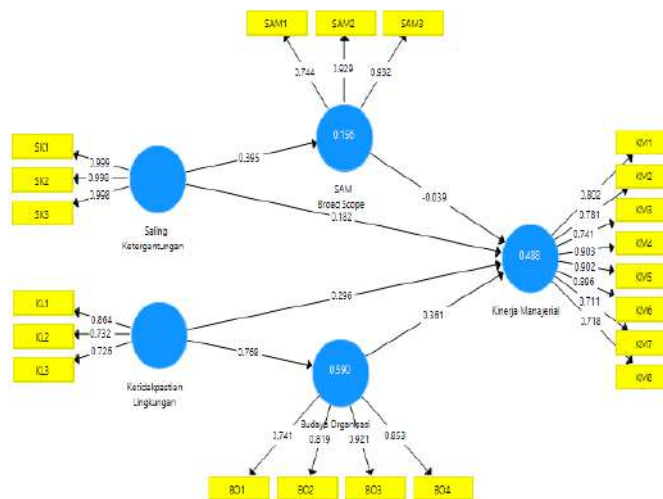 SAM1
SAM2
SAM3
0.744
0.929
0.932
0.156
SAM
Broad Scope
SK1
SK2
SK3
0.999
0.998
0.998
Saling
Ketergantungan
0.395
-0.039
0.182
KM1
KM2
KM3
KM4
KM5
KM6
KM7
KM8
0.802
0.781
0.741
0.903
0.902
0.896
0.711
0.718
0.488
Kinerja Manajerial
KL1
KL2
KL3
0.864
0.732
0.726
Ketidakpastian
Lingkungan
0.296
0.768
0.361
0.590
Budaya Organisasi
0.741
0.819
0.921
0.853
BO1
BO2
BO3
BO4